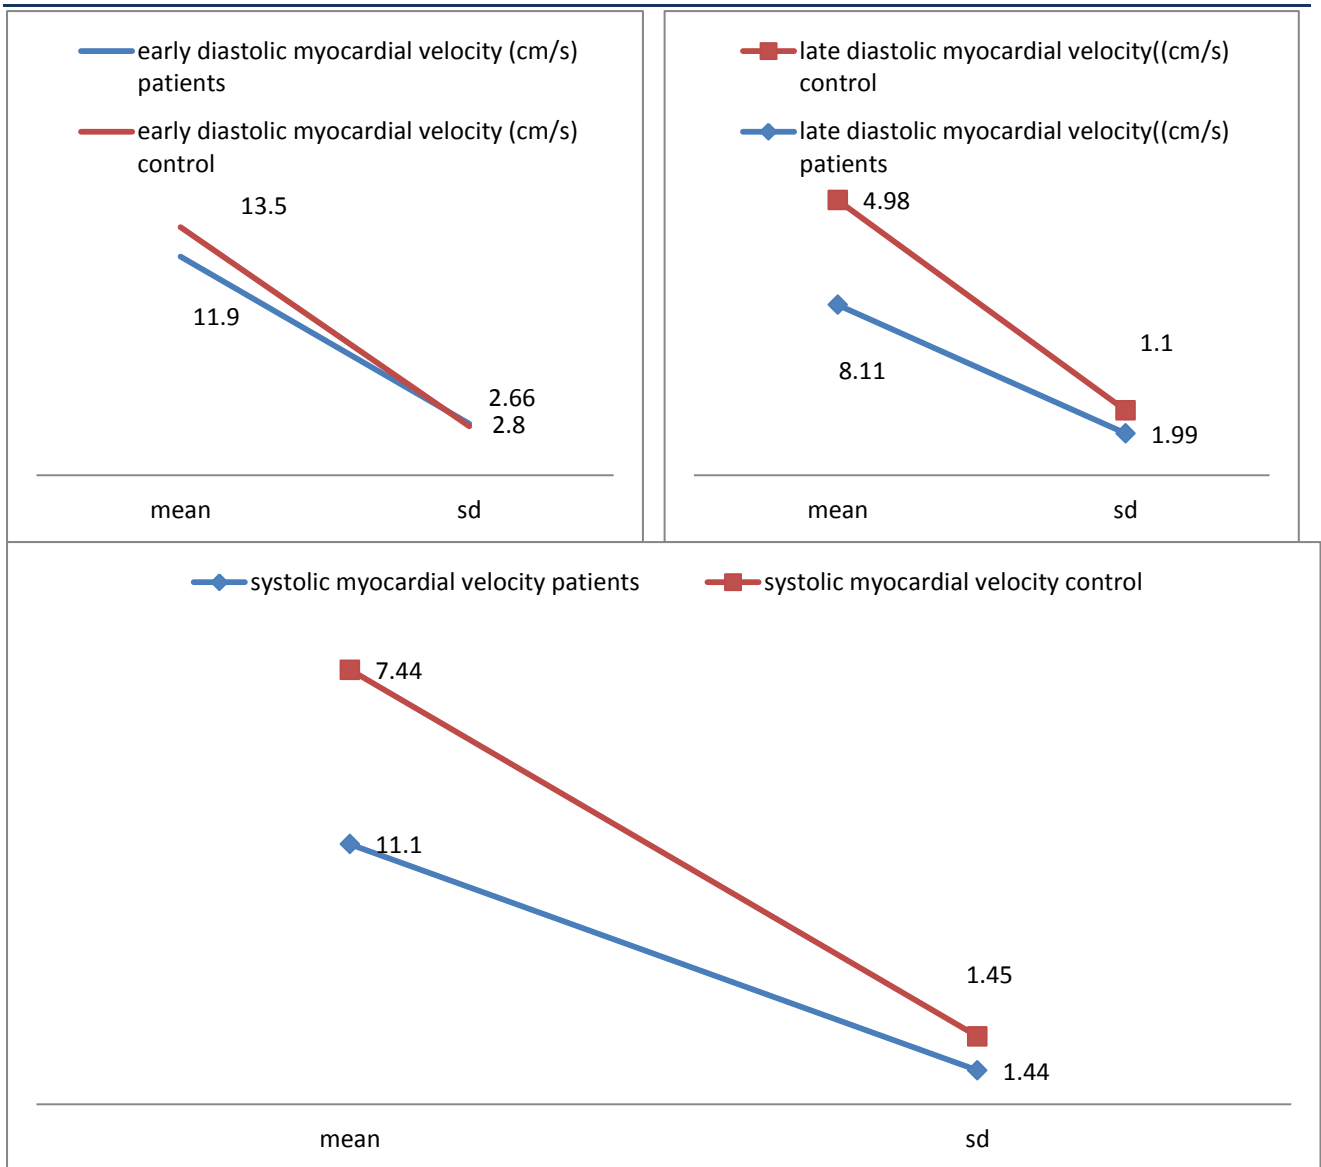 early diastolic myocardial velocity (cm/s)
patients
early diastolic myocardial velocity (cm/s)
control
13.5
11.9
2.66
2.8
mean sd
late diastolic myocardial velocity((cm/s)
control
late diastolic myocardial velocity((cm/s)
patients
4.98
8.11
1.1
1.99
mean sd
systolic myocardial velocity patients systolic myocardial velocity control
7.44
11.1
1.45
1.44
mean sd